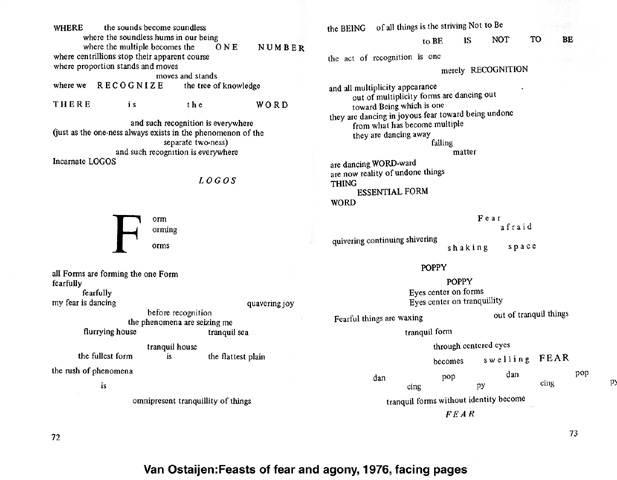 WHERE the sounds become soundless
where the soundless hums in our being
where the multiple becomes the O N E N U M B E R
where centrillions stop their apparent course
where proportion stands and moves
moves and stands
where we R E C O G N I Z E the tree of knowledge
T H E R E i s t h e W O R D
and such recognition is everywhere
(just as the one-ness always exists in the phenomenon of the
separate two-ness)
and such recognition is everywhere
Incarnate LOGOS
L O G O S
F orm
orming
orms
all Forms are forming the one Form
fearfully
fearfully
my fear is dancing quavering joy
before recognition
the phenomena are seizing me
flurrying house tranquil sea
tranquil house
the fullest form is the flattest plain
the rush of phenomena
is
omnipresent tranquillity of things
72
the BEING of all things is the striving Not to Be
to BE IS NOT TO BE
the act of recognition is one
merely RECOGNITION
and all multiplicity appearance
out of multiplicity forms are dancing out
toward Being which is one
they are dancing in joyous fear toward being undone
from what has become multiple
they are dancing away
falling
matter
are dancing WORD-ward
are now reality of undone things
THING
ESSENTIAL FORM
WORD
F e a r
a f r a i d
quivering continuing shivering
s h a k i n g s p a c e
POPPY
POPPY
Eyes center on forms
Eyes center on tranquillity
Fearful things are waxing out of tranquil things
tranquil form
through centered eyes
becomes s w e l l i n g F E A R
dan pop dan pop
cing py cing py
tranquil forms without identity become
F E A R
73
Van Ostaijen:Feasts of fear and agony, 1976, facing pages